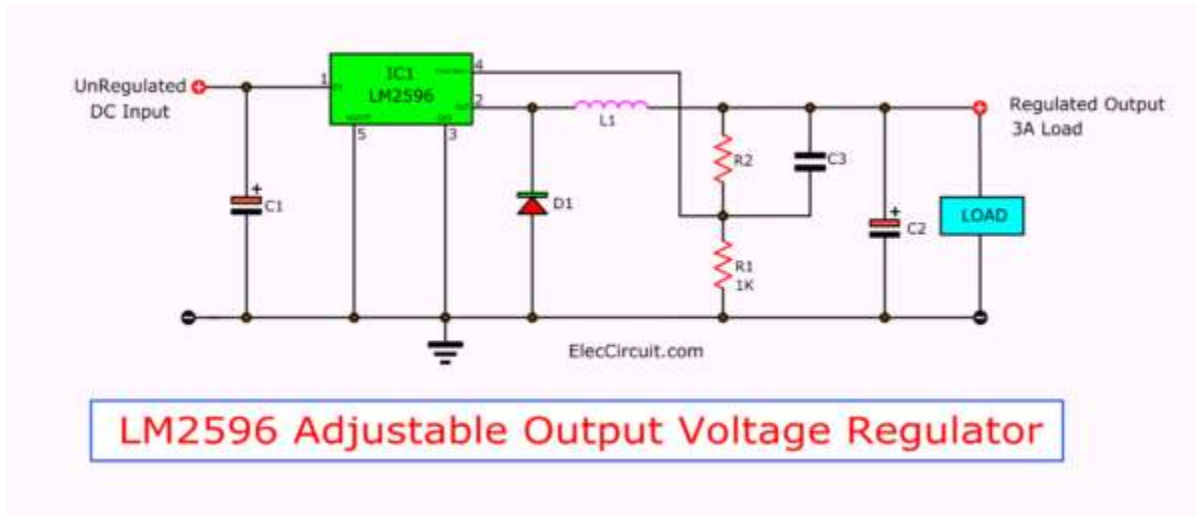 UnRegulated
DC Input
1
IC1
LM2596
4
2
5
3
L1
D1
C1
R2
C3
R1
1K
C2
LOAD
Regulated Output
3A Load
ElecCircuit.com
LM2596 Adjustable Output Voltage Regulator